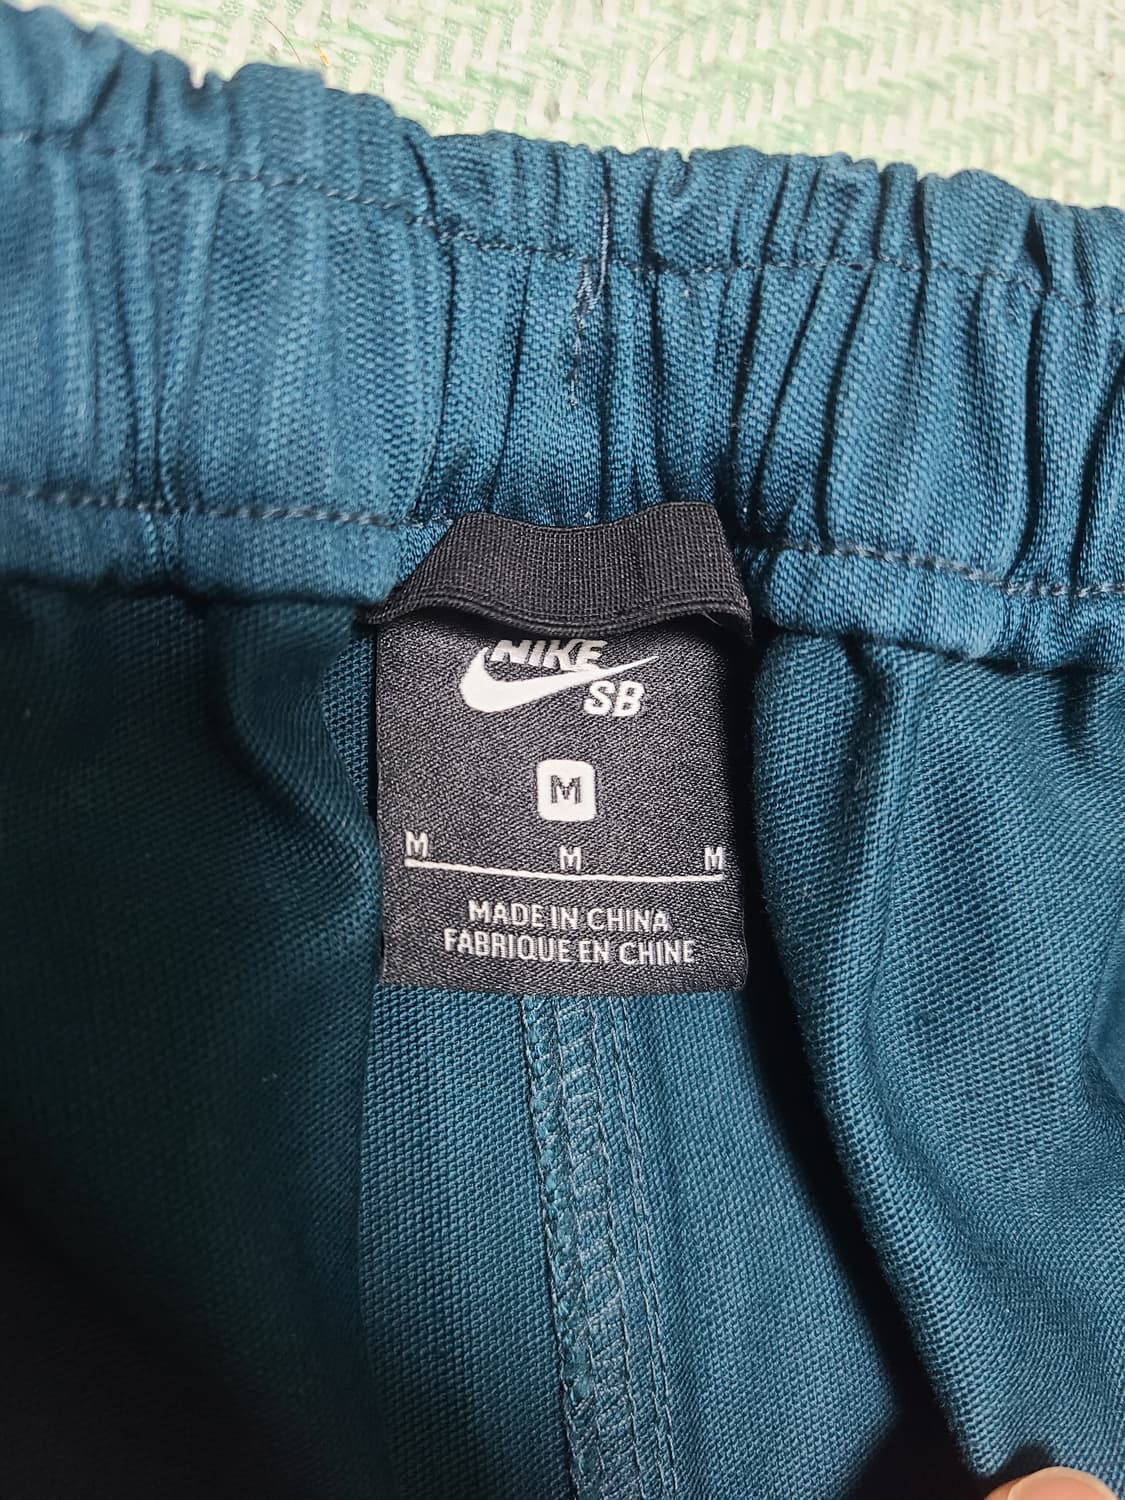 NIKE
SB
M
M M M
MADE IN CHINA
FABRIQUE EN CHINE